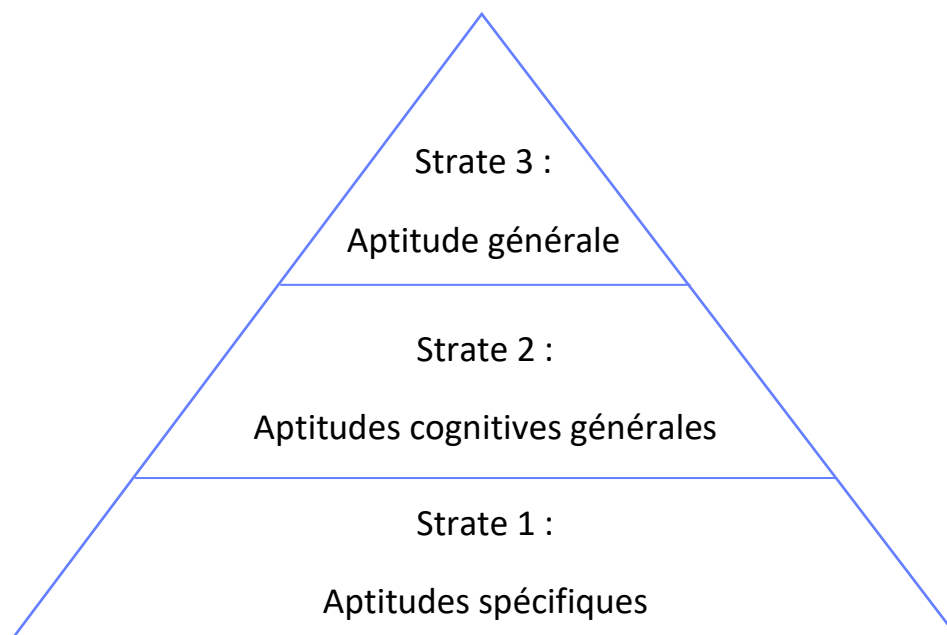 Strate 3 :
Aptitude générale
Strate 2 :
Aptitudes cognitives générales
Strate 1 :
Aptitudes spécifiques